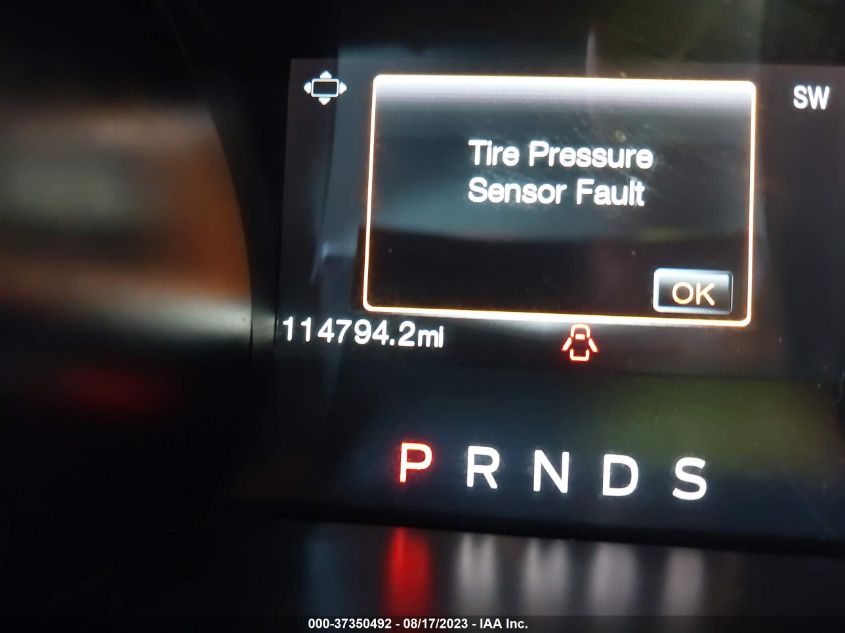 SW
Tire Pressure
Sensor Fault
OK
114794.2mi
P R N D S
000-37350492 - 08/17/2023 - IAA Inc.